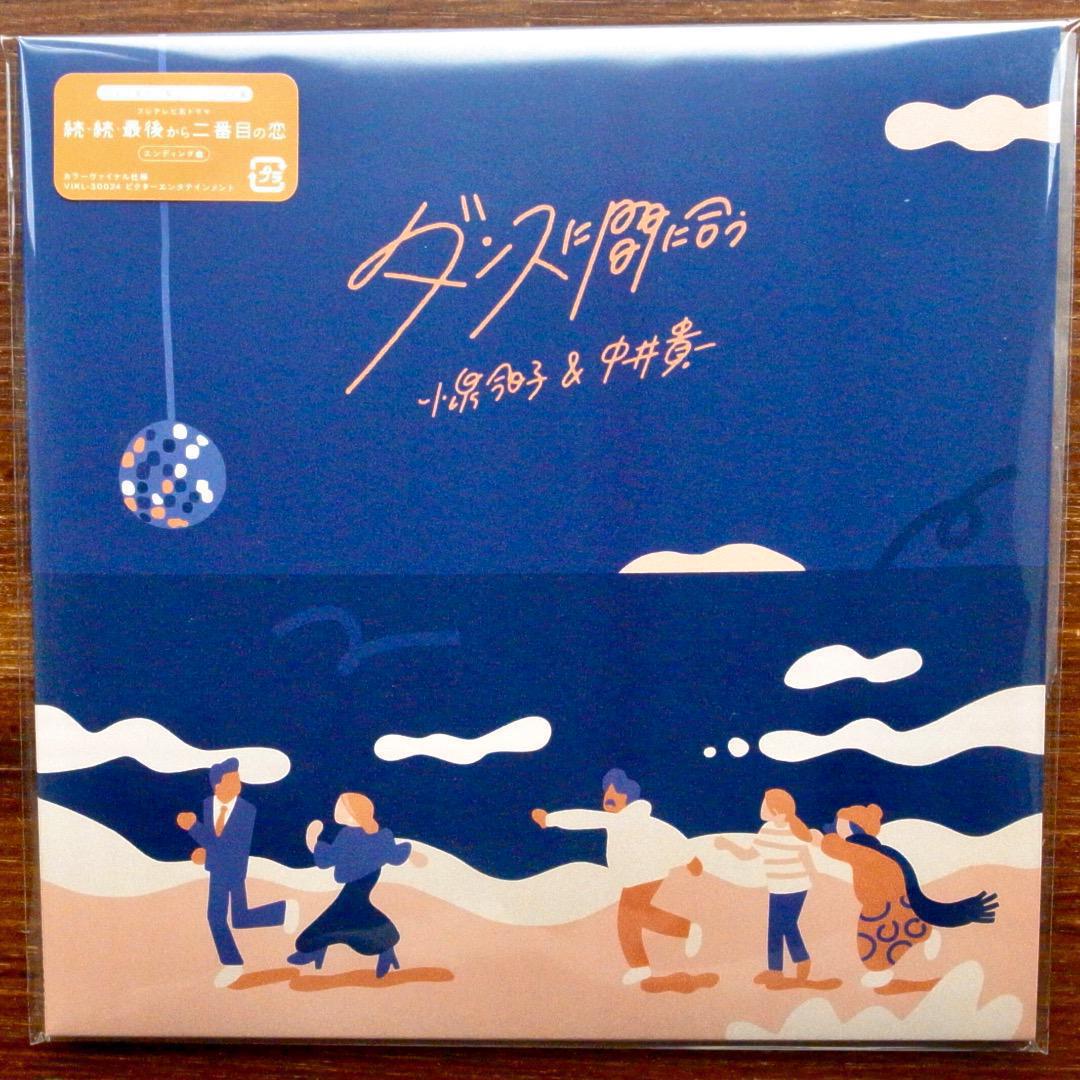 フジテレビ系ドラマ
続・続・最後から二番目の恋
エンディング曲
カラーヴァイナル仕様
VIKL-30024 ビクターエンタテインメント
プラ
ダンスに間に合う
小泉今日子 & 中井貴一